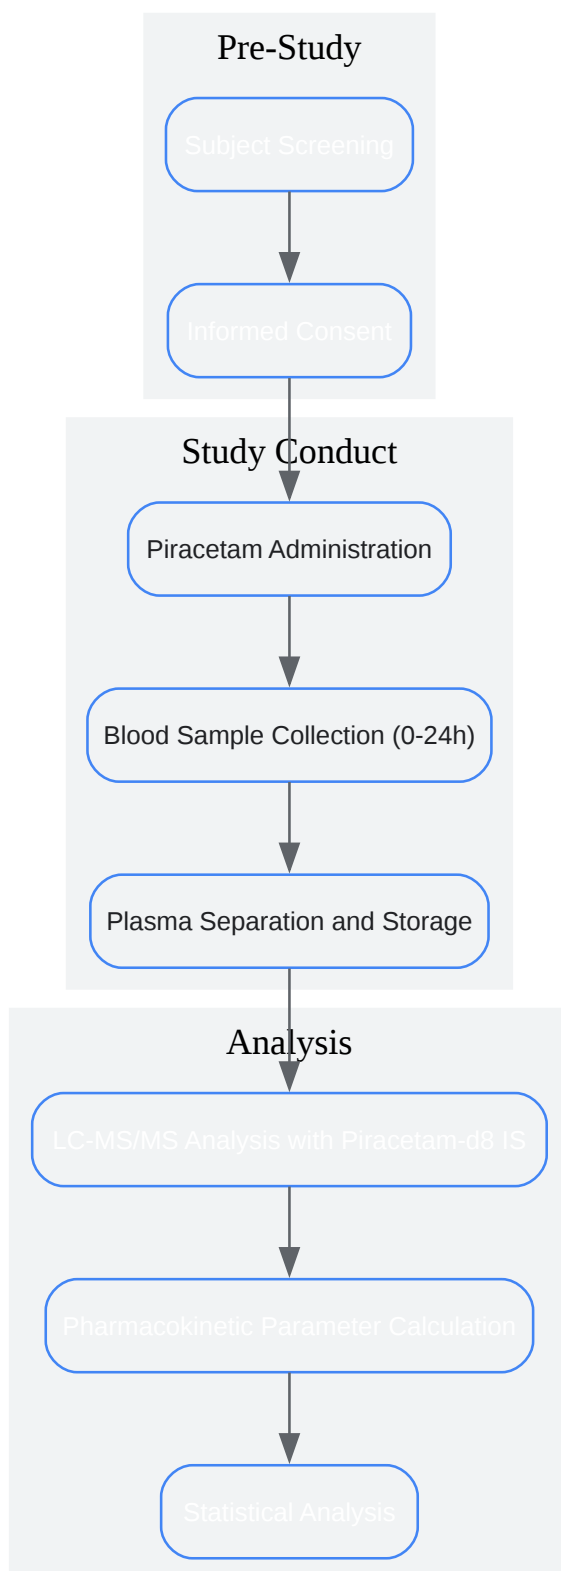 Pre-Study
Subject Screening
Informed Consent
Study Conduct
Piracetam Administration
Blood Sample Collection (0-24h)
Plasma Separation and Storage
Analysis
LC-MS/MS Analysis with Piracetam-d8 IS
Pharmacokinetic Parameter Calculation
Statistical Analysis